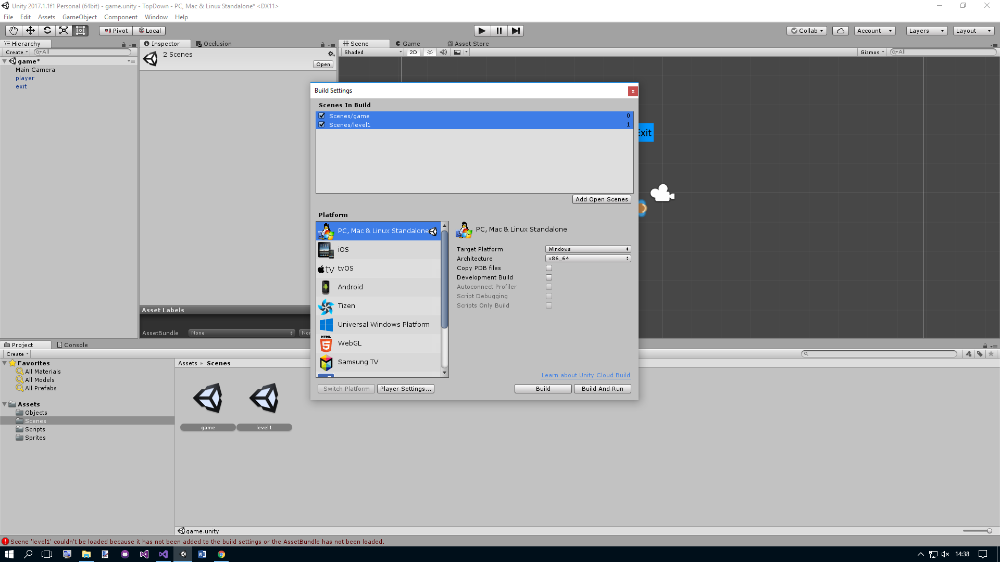 Unity 2017.1.1f1 Personal (64bit) - game.unity - TopDown - PC, Mac & Linux Standalone* <DX11>
File Edit Assets GameObject Component Window Help
Pivot Local Collab Account Layers Layout
Hierarchy
Create All
game*
Main Camera
player
exit
Inspector Occlusion
2 Scenes
Open
Asset Labels
AssetBundle None
Scene Game Asset Store
Shaded 2D Gizmos All
Exit
Build Settings
x
Scenes In Build
Scenes/game 0
Scenes/level1 1
Add Open Scenes
Platform
PC, Mac & Linux Standalone
iOS
tv tvOS
Android
Tizen
Universal Windows Platform
HTML 5 WebGL
Samsung TV
PC, Mac & Linux Standalone
Target Platform Windows
Architecture x86_64
Copy PDB files
Development Build
Autoconnect Profiler
Script Debugging
Scripts Only Build
Learn about Unity Cloud Build
Switch Platform Player Settings... Build Build And Run
Project Console
Create
Favorites
All Materials
All Models
All Prefabs
Assets
Objects
Scenes
Scripts
Sprites
Assets Scenes
game level1
game.unity
Scene 'level1' couldn't be loaded because it has not been added to the build settings or the AssetBundle has not been loaded.
14:38